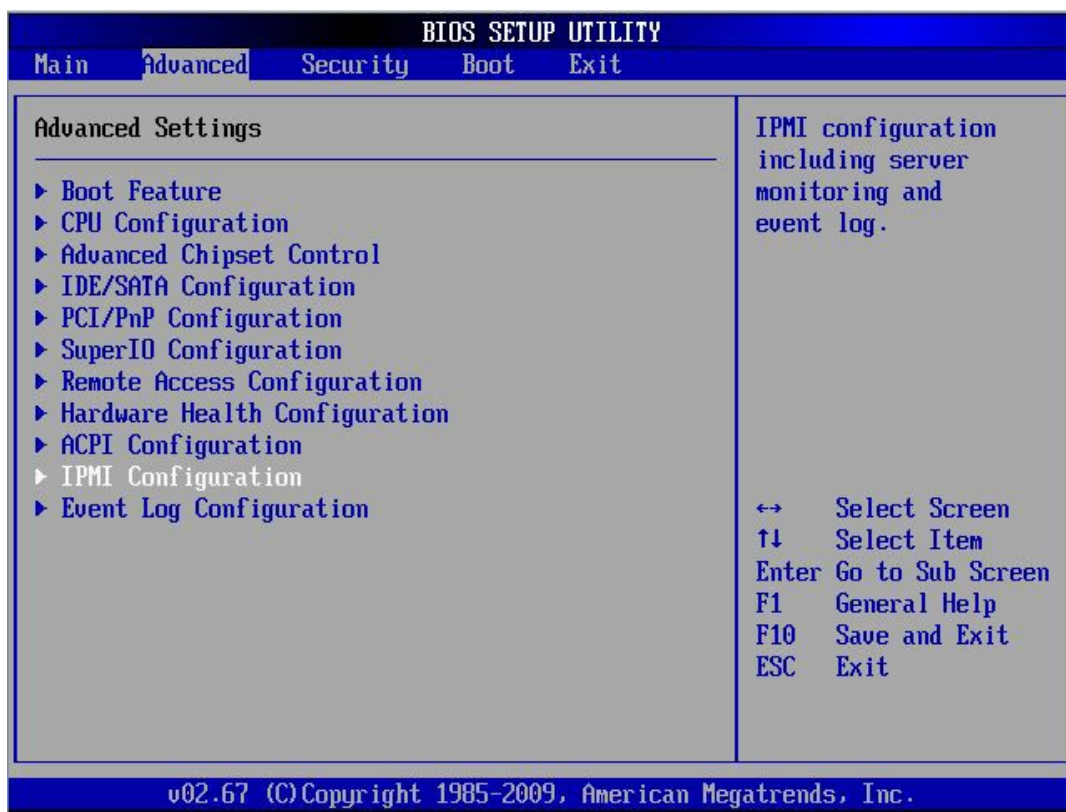 BIOS SETUP UTILITY
Main Advanced Security Boot Exit
Advanced Settings
▶ Boot Feature
▶ CPU Configuration
▶ Advanced Chipset Control
▶ IDE/SATA Configuration
▶ PCI/PnP Configuration
▶ SuperIO Configuration
▶ Remote Access Configuration
▶ Hardware Health Configuration
▶ ACPI Configuration
▶ IPMI Configuration
▶ Event Log Configuration
IPMI configuration
including server
monitoring and
event log.
↔ Select Screen
↑↓ Select Item
Enter Go to Sub Screen
F1 General Help
F10 Save and Exit
ESC Exit
v02.67 (C)Copyright 1985-2009, American Megatrends, Inc.